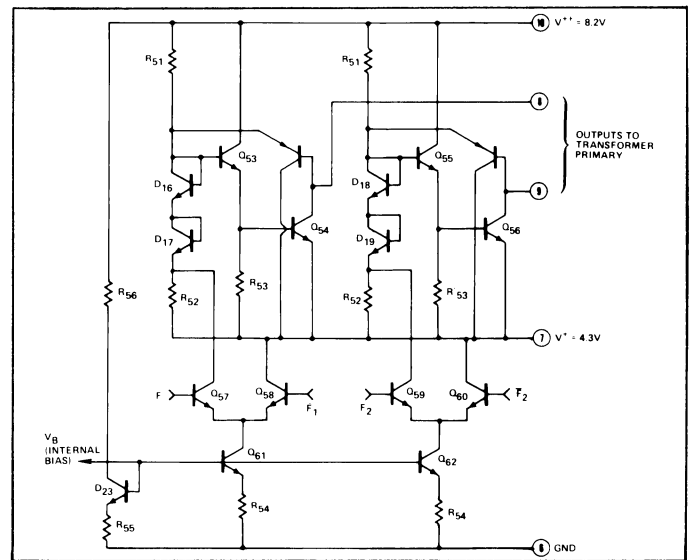 10 V++ = 8.2V
R51
R51
8
OUTPUTS TO
TRANSFORMER
PRIMARY
Q53
Q55
9
D16
D18
Q54
Q56
D17
D19
R56
R53
R53
R52
R52
7 V+ = 4.3V
F
Q57
Q58
F1
F2
Q59
Q60
F̅2
VB
(INTERNAL
BIAS)
Q61
Q62
D23
R54
R54
R55
6 GND